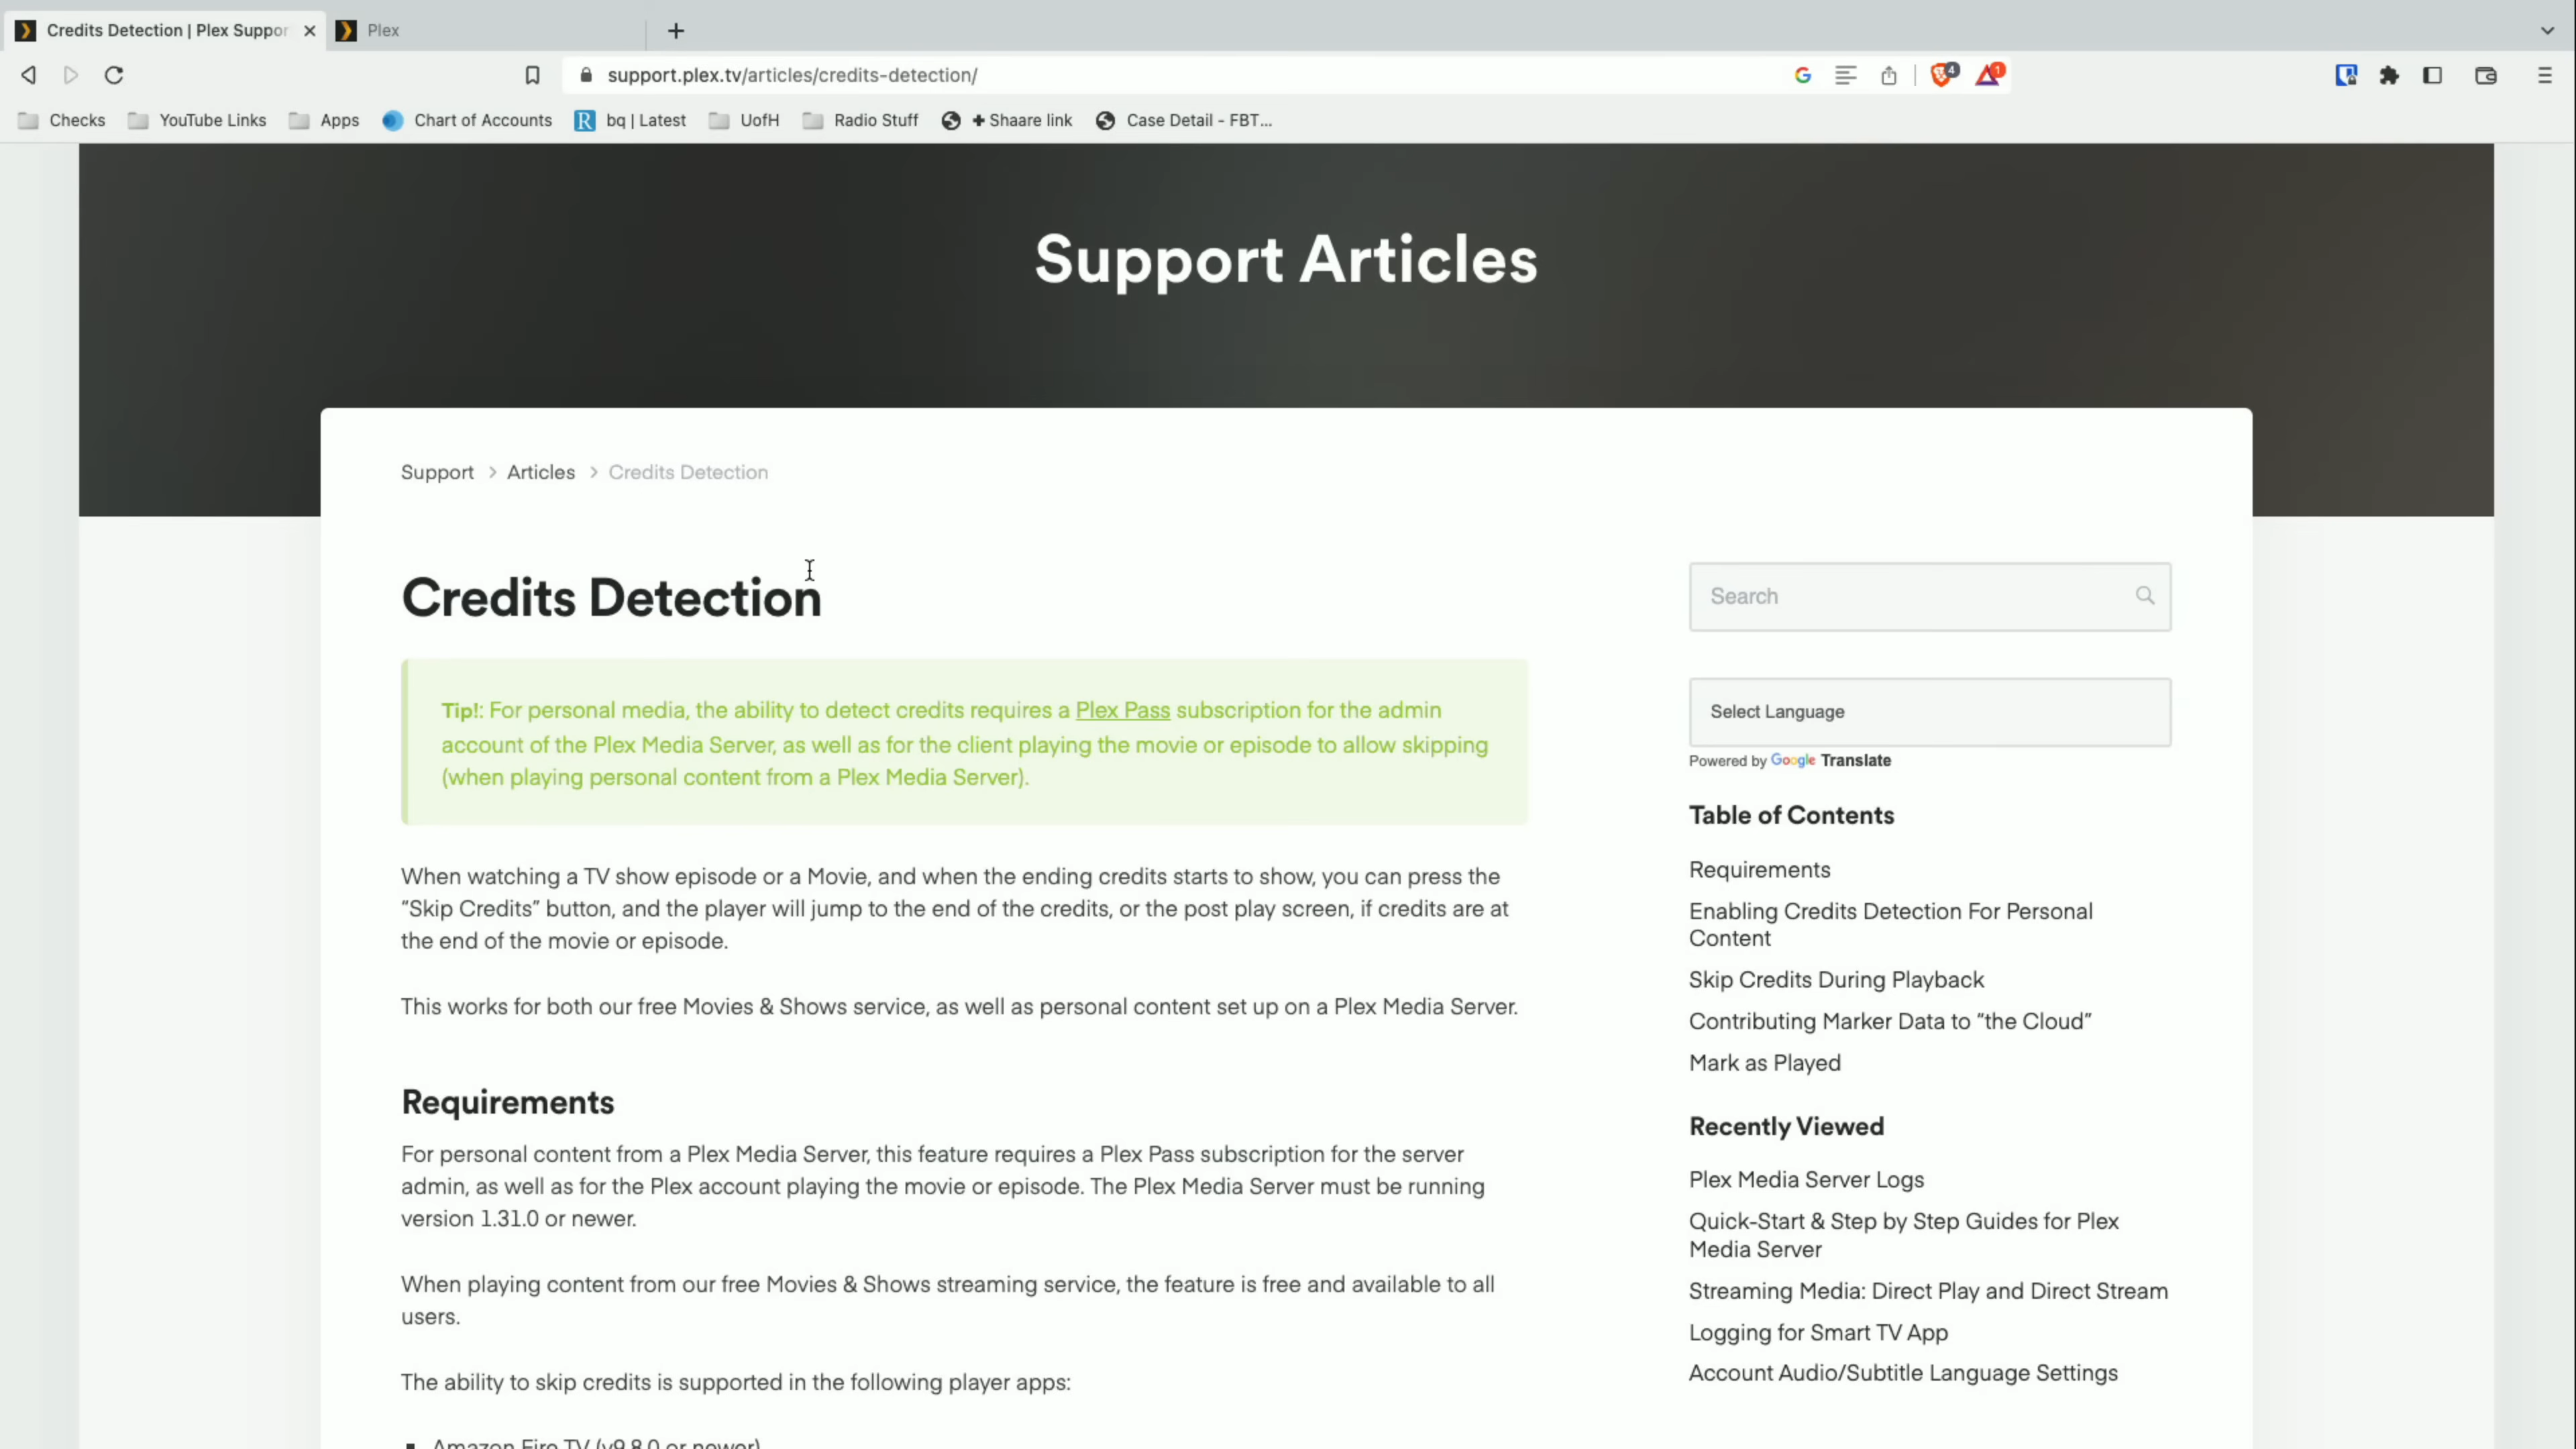 Credits Detection | Plex Suppor
Plex
support.plex.tv/articles/credits-detection/
4
1
Checks
YouTube Links
Apps
Chart of Accounts
R
bq | Latest
UofH
Radio Stuff
+ Shaare link
Case Detail - FBT...
Support Articles
Support > Articles > Credits Detection
Credits Detection
Tip!: For personal media, the ability to detect credits requires a Plex Pass subscription for the admin
account of the Plex Media Server, as well as for the client playing the movie or episode to allow skipping
(when playing personal content from a Plex Media Server).
When watching a TV show episode or a Movie, and when the ending credits starts to show, you can press the
“Skip Credits” button, and the player will jump to the end of the credits, or the post play screen, if credits are at
the end of the movie or episode.
This works for both our free Movies & Shows service, as well as personal content set up on a Plex Media Server.
Requirements
For personal content from a Plex Media Server, this feature requires a Plex Pass subscription for the server
admin, as well as for the Plex account playing the movie or episode. The Plex Media Server must be running
version 1.31.0 or newer.
When playing content from our free Movies & Shows streaming service, the feature is free and available to all
users.
The ability to skip credits is supported in the following player apps:
Amazon Fire TV (v9.8.0 or newer)
Search
Select Language
Powered by Google Translate
Table of Contents
Requirements
Enabling Credits Detection For Personal
Content
Skip Credits During Playback
Contributing Marker Data to “the Cloud”
Mark as Played
Recently Viewed
Plex Media Server Logs
Quick-Start & Step by Step Guides for Plex
Media Server
Streaming Media: Direct Play and Direct Stream
Logging for Smart TV App
Account Audio/Subtitle Language Settings